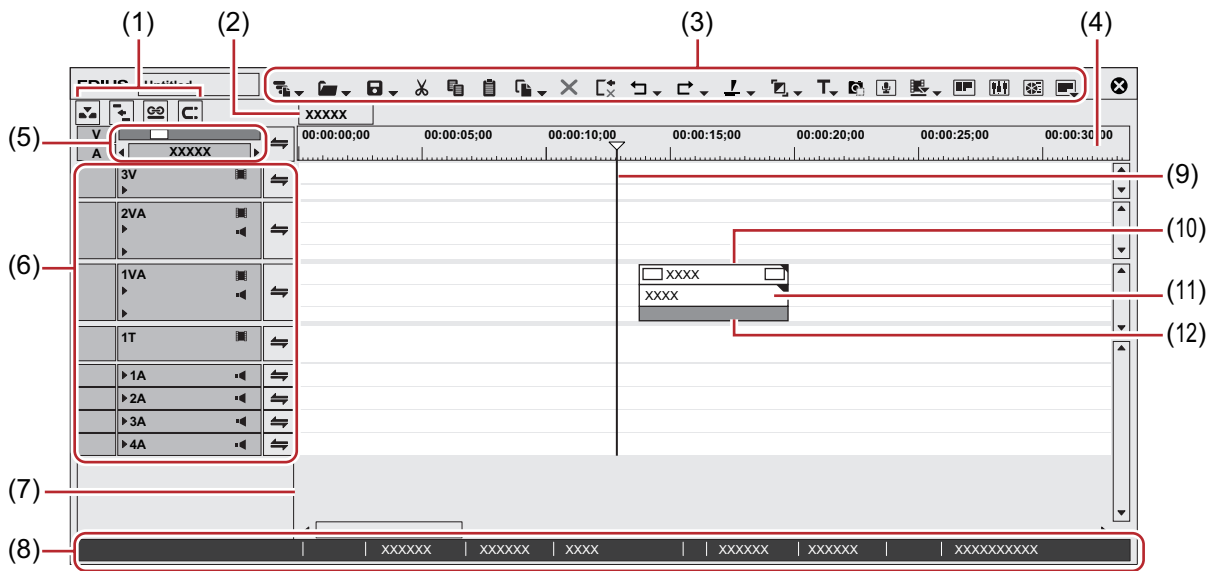 (1) (2) (3) (4)
EDIUS Untitled
XXXXX
(5) V 00:00:00;00 00:00:05;00 00:00:10;00 00:00:15;00 00:00:20;00 00:00:25;00 00:00:30;00
A XXXXX
3V (9)
2VA (10)
(6) 1VA XXXX
XXXX (11)
(12)
1T
1A
2A
3A
4A
(7)
(8) XXXXXX XXXXXX XXXX XXXXXX XXXXXX XXXXXXXXXX